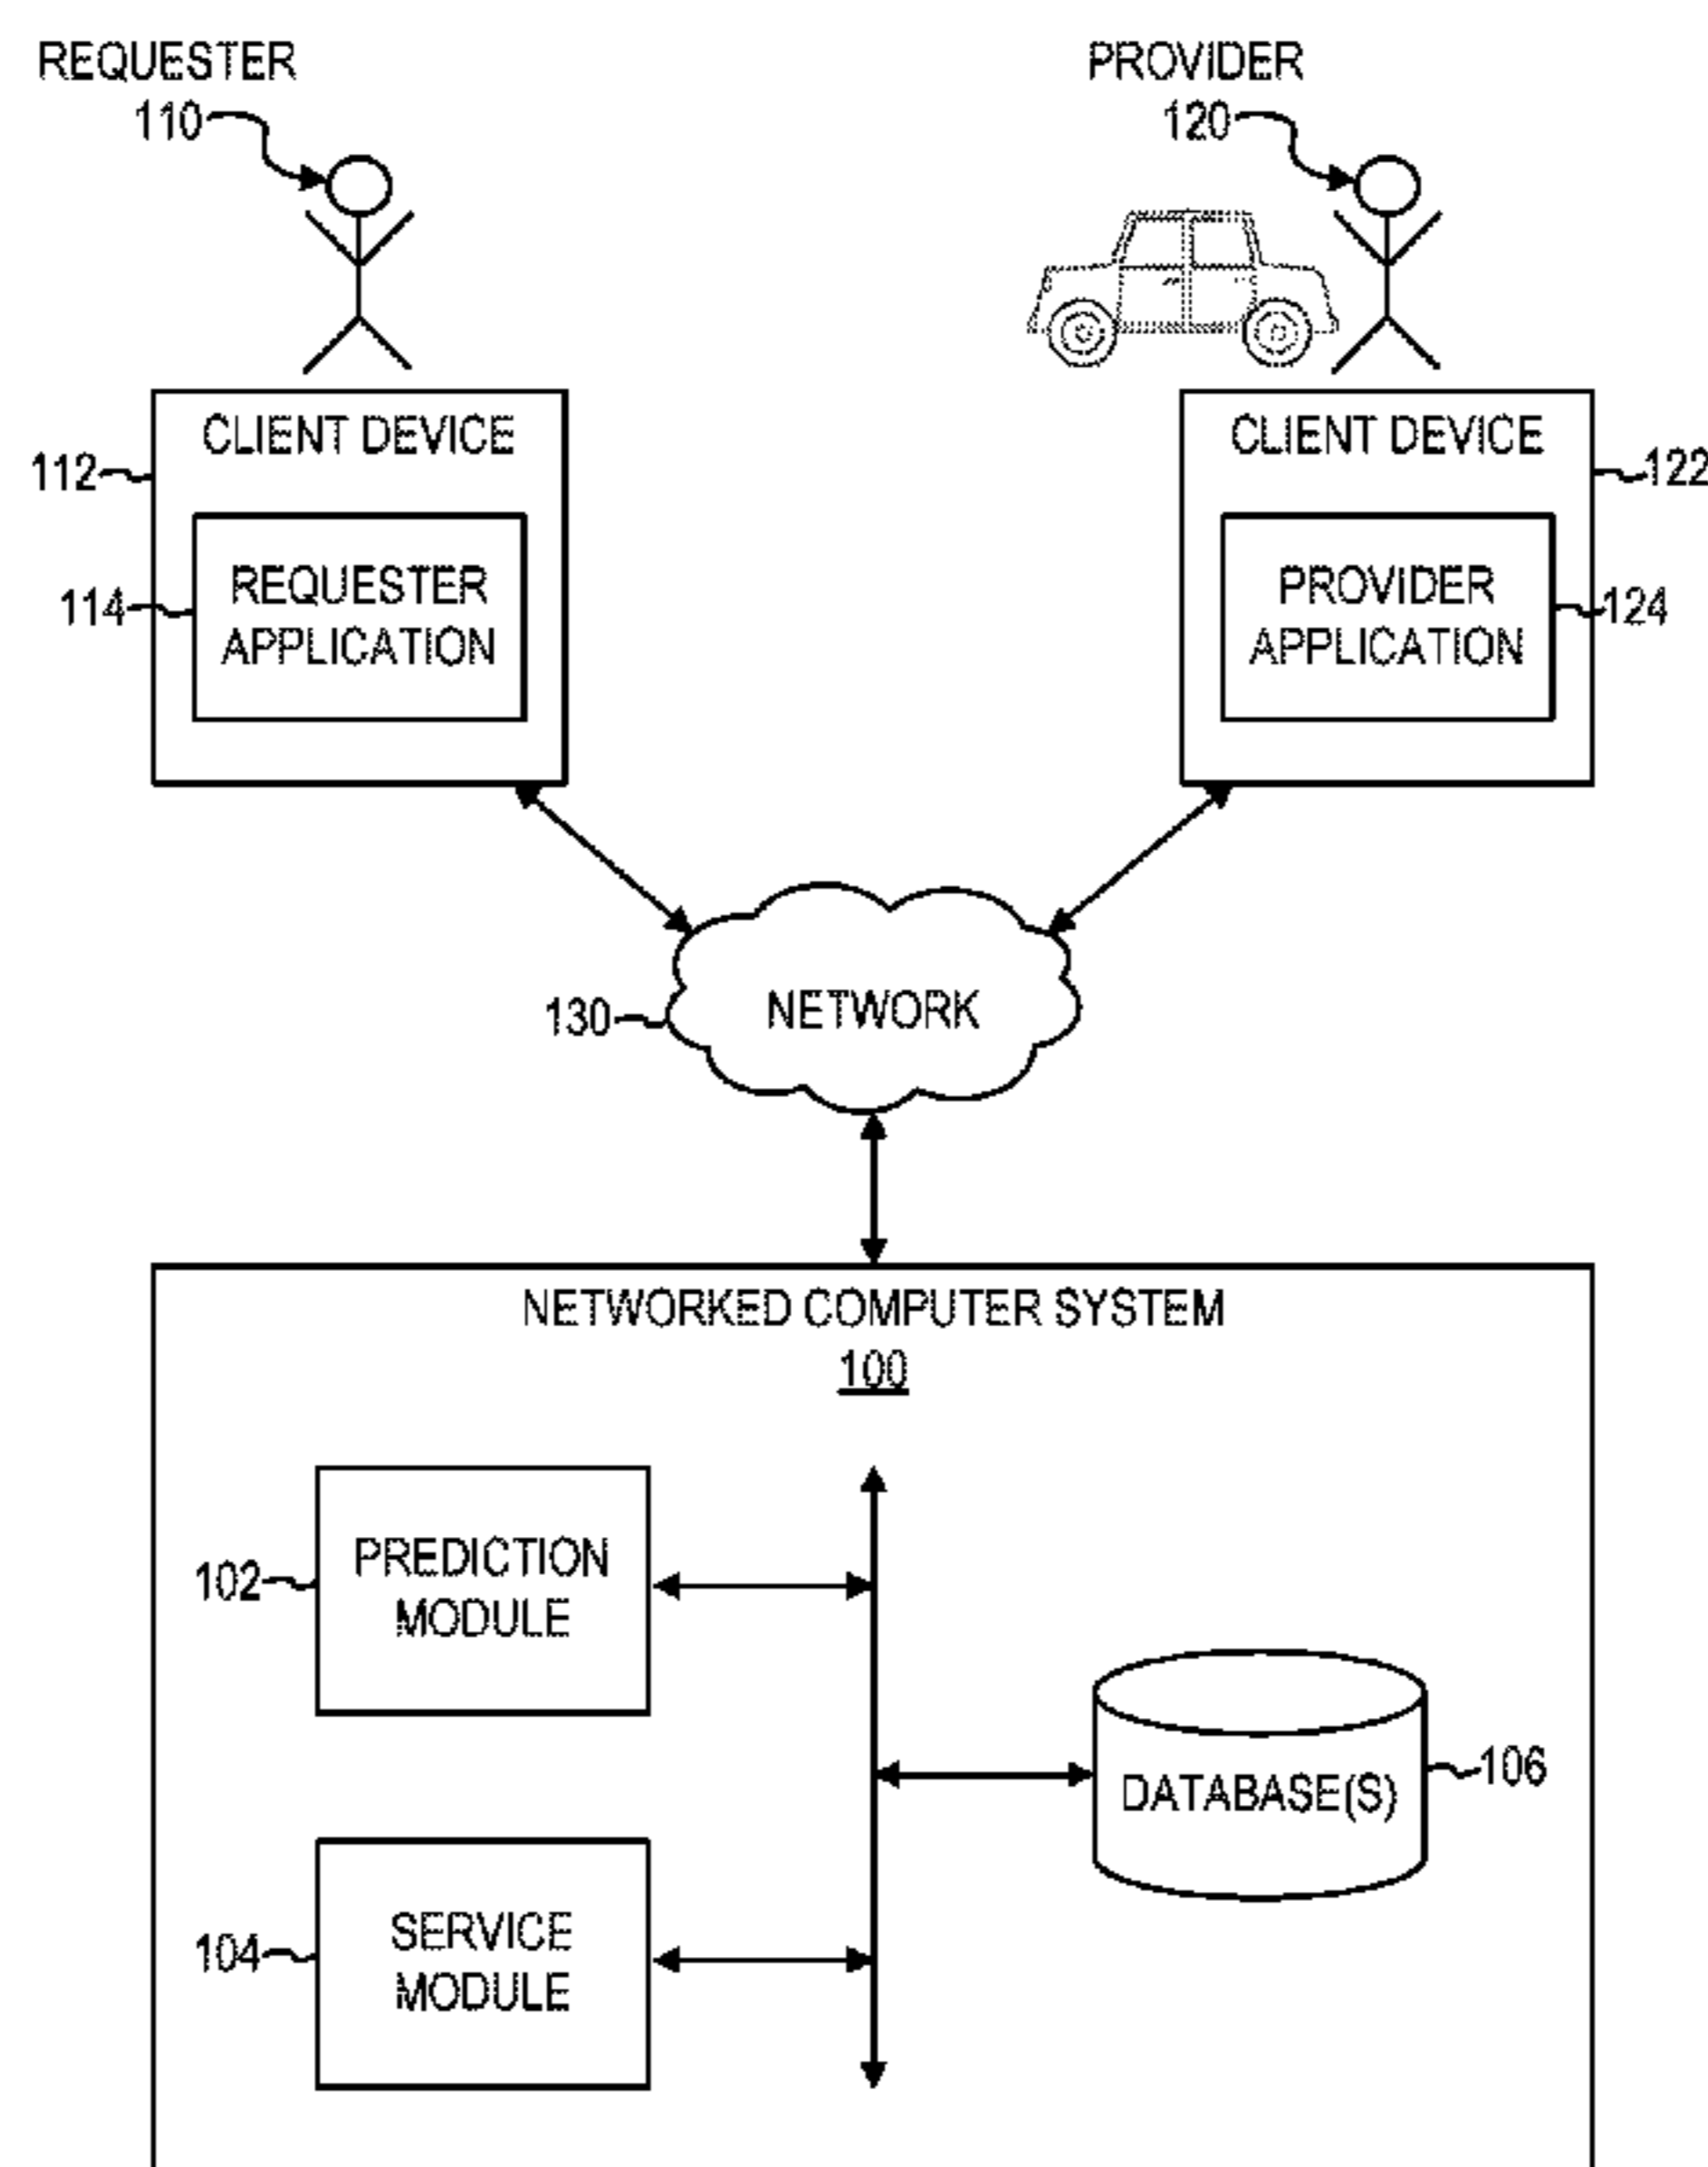 REQUESTER
110
PROVIDER
120
CLIENT DEVICE
112
REQUESTER
APPLICATION
114
CLIENT DEVICE
122
PROVIDER
APPLICATION
124
NETWORK
130
NETWORKED COMPUTER SYSTEM
100
PREDICTION
MODULE
102
DATABASE(S)
106
SERVICE
MODULE
104